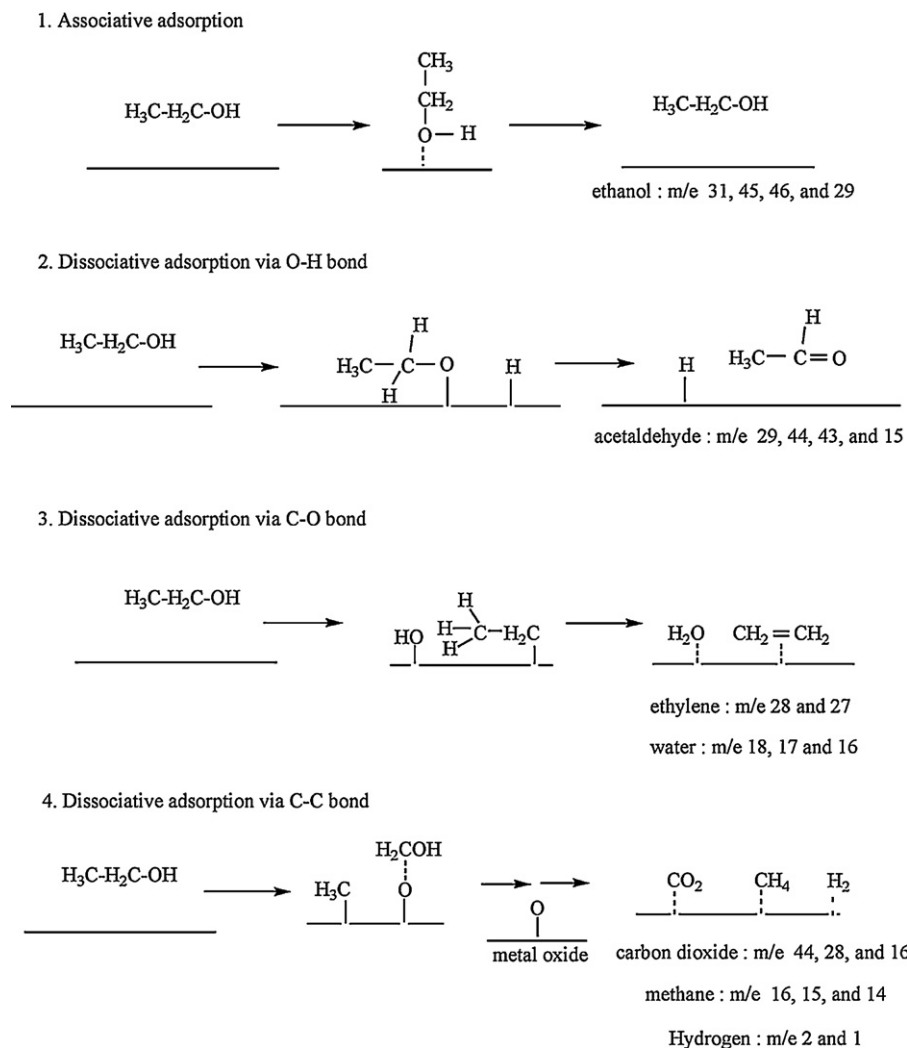 1. Associative adsorption
CH3
H3C-H2C-OH
CH2
H3C-H2C-OH
O—H
ethanol : m/e 31, 45, 46, and 29
2. Dissociative adsorption via O-H bond
H3C-H2C-OH
H
H3C—C—O
H
H
H
H
H3C—C=O
acetaldehyde : m/e 29, 44, 43, and 15
3. Dissociative adsorption via C-O bond
H3C-H2C-OH
H
HO
H—C—H2C
H
H2O
CH2=CH2
ethylene : m/e 28 and 27
water : m/e 18, 17 and 16
4. Dissociative adsorption via C-C bond
H3C-H2C-OH
H2COH
H3C
O
O
metal oxide
CO2
CH4
H2
carbon dioxide : m/e 44, 28, and 16
methane : m/e 16, 15, and 14
Hydrogen : m/e 2 and 1